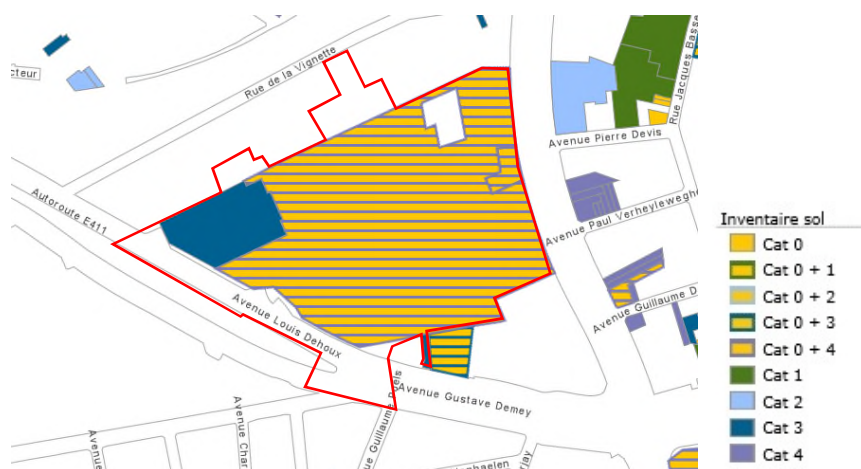 cteur
Rue de la Vignette
Rue Jacques Basse
Avenue Pierre Devis
Autoroute E411
Avenue Paul Verheyleweghe
Avenue Louis Dehoux
Avenue Guillaume D
Avenue Gustave Demey
Avenue Guillaume
Avenue
Avenue Char
phaelen
Inventaire sol
Cat 0
Cat 0 + 1
Cat 0 + 2
Cat 0 + 3
Cat 0 + 4
Cat 1
Cat 2
Cat 3
Cat 4